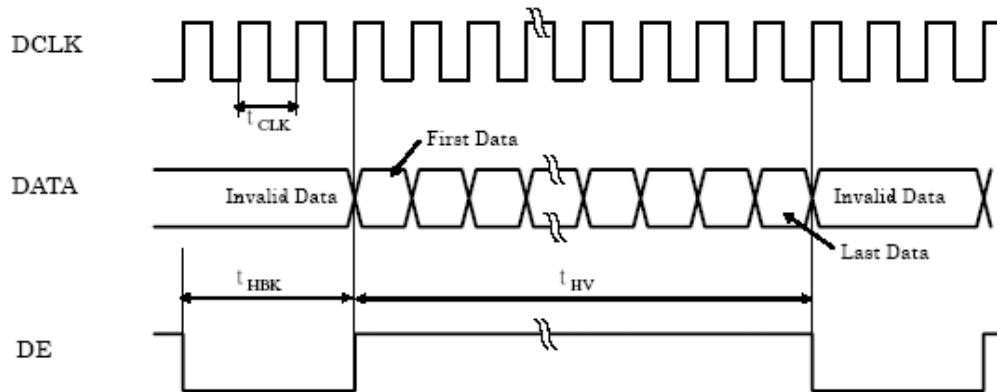 DCLK
t CLK
First Data
DATA
Invalid Data
Invalid Data
Last Data
t HBK
t HV
DE